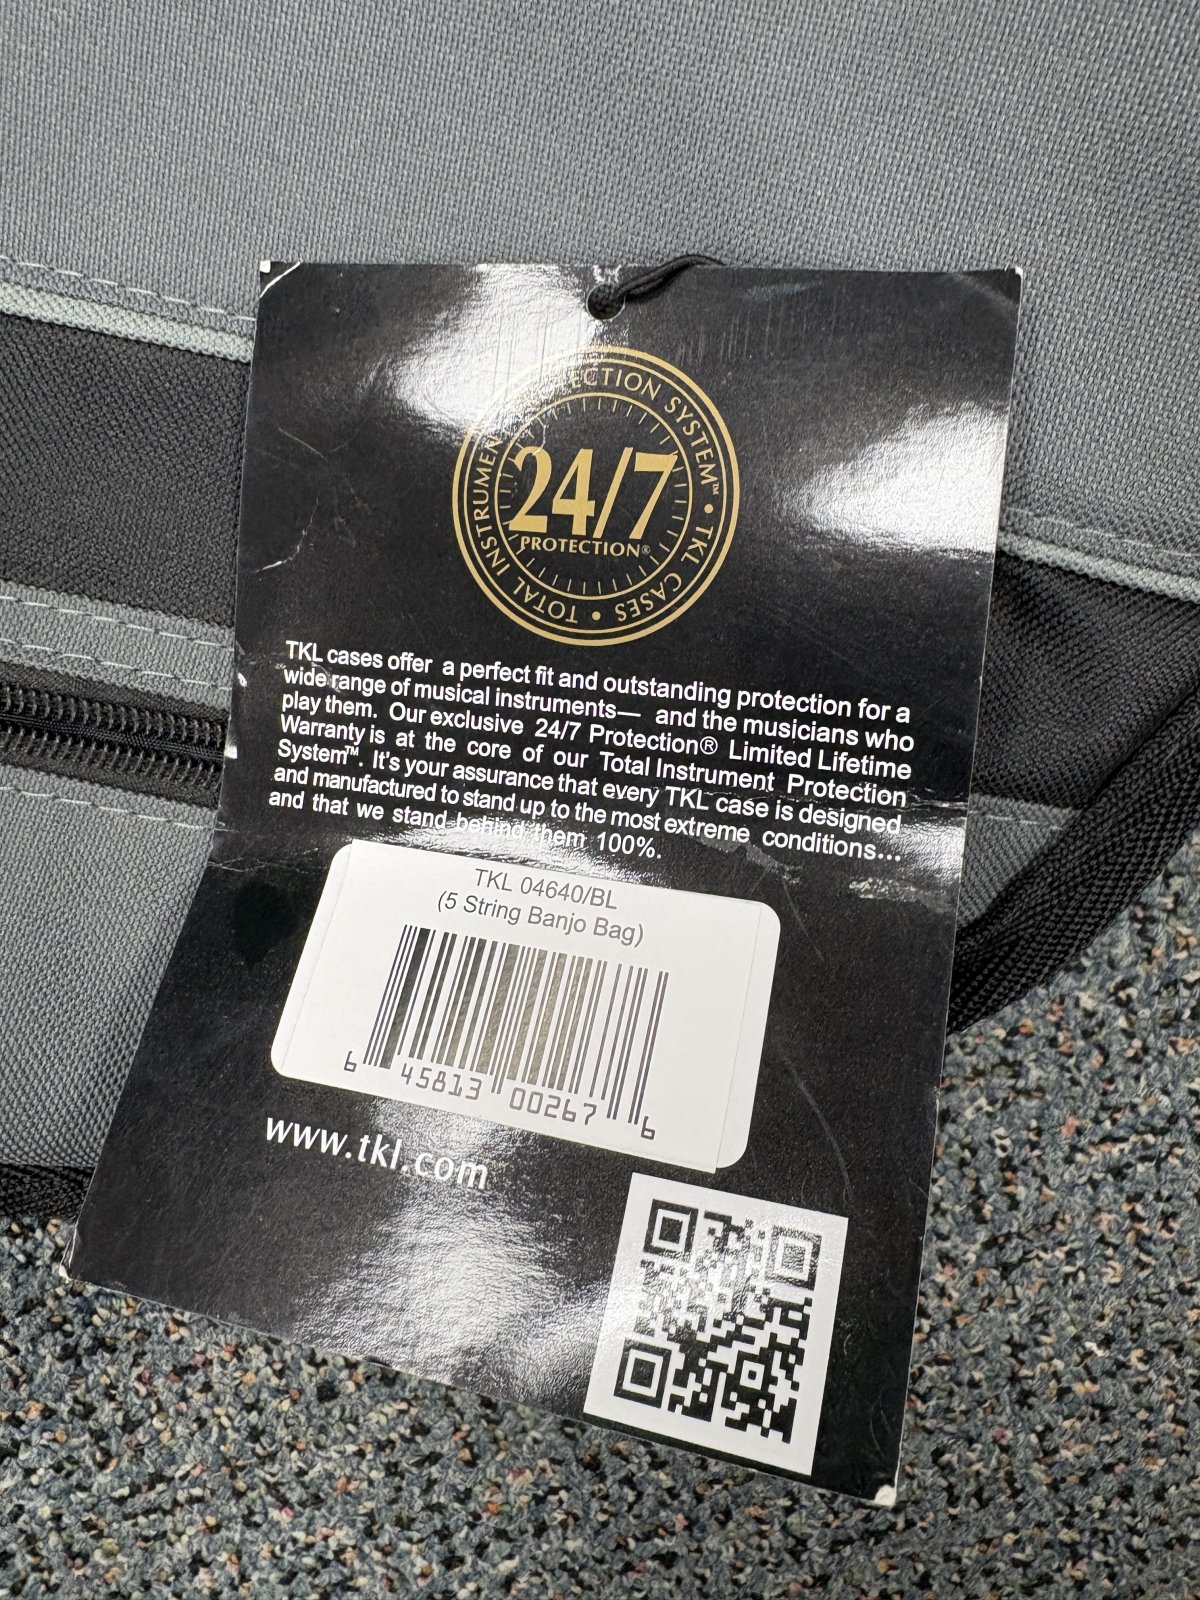 TOTAL INSTRUMENT PROTECTION SYSTEM™ • TKL CASES •
24/7
PROTECTION®
TKL cases offer a perfect fit and outstanding protection for a
wide range of musical instruments— and the musicians who
play them. Our exclusive 24/7 Protection® Limited Lifetime
Warranty is at the core of our Total Instrument Protection
System™. It's your assurance that every TKL case is designed
and manufactured to stand up to the most extreme conditions...
and that we stand behind them 100%.
TKL 04640/BL
(5 String Banjo Bag)
6 45813 00267 6
www.tkl.com